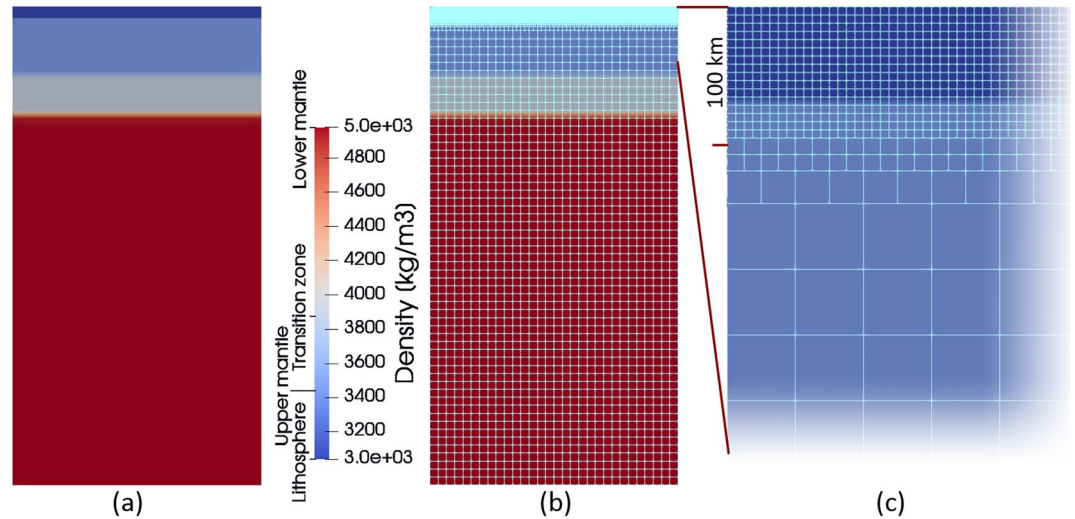 Lower mantle
Transition zone
Upper mantle
Lithosphere
5.0e+03
4800
4600
4400
4200
4000
3800
3600
3400
3200
3.0e+03
Density (kg/m3)
100 km
(a)
(b)
(c)